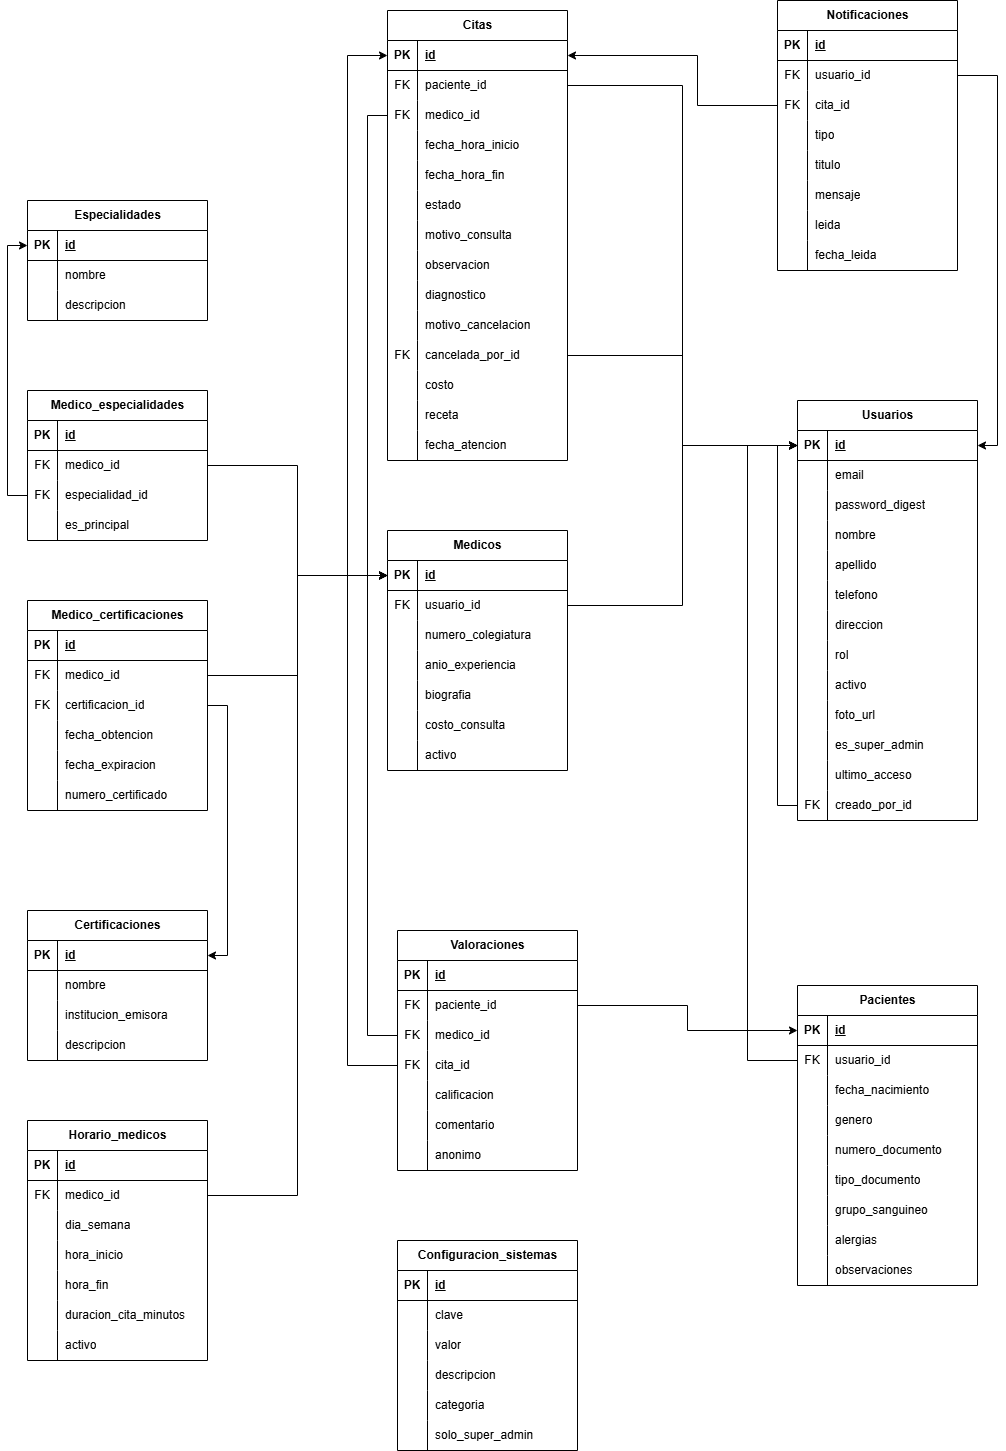 Citas
PK id
FK paciente_id
FK medico_id
fecha_hora_inicio
fecha_hora_fin
estado
motivo_consulta
observacion
diagnostico
motivo_cancelacion
FK cancelada_por_id
costo
receta
fecha_atencion
Notificaciones
PK id
FK usuario_id
FK cita_id
tipo
titulo
mensaje
leida
fecha_leida
Especialidades
PK id
nombre
descripcion
Medico_especialidades
PK id
FK medico_id
FK especialidad_id
es_principal
Usuarios
PK id
email
password_digest
nombre
apellido
telefono
direccion
rol
activo
foto_url
es_super_admin
ultimo_acceso
FK creado_por_id
Medicos
PK id
FK usuario_id
numero_colegiatura
anio_experiencia
biografia
costo_consulta
activo
Medico_certificaciones
PK id
FK medico_id
FK certificacion_id
fecha_obtencion
fecha_expiracion
numero_certificado
Certificaciones
PK id
nombre
institucion_emisora
descripcion
Valoraciones
PK id
FK paciente_id
FK medico_id
FK cita_id
calificacion
comentario
anonimo
Pacientes
PK id
FK usuario_id
fecha_nacimiento
genero
numero_documento
tipo_documento
grupo_sanguineo
alergias
observaciones
Horario_medicos
PK id
FK medico_id
dia_semana
hora_inicio
hora_fin
duracion_cita_minutos
activo
Configuracion_sistemas
PK id
clave
valor
descripcion
categoria
solo_super_admin